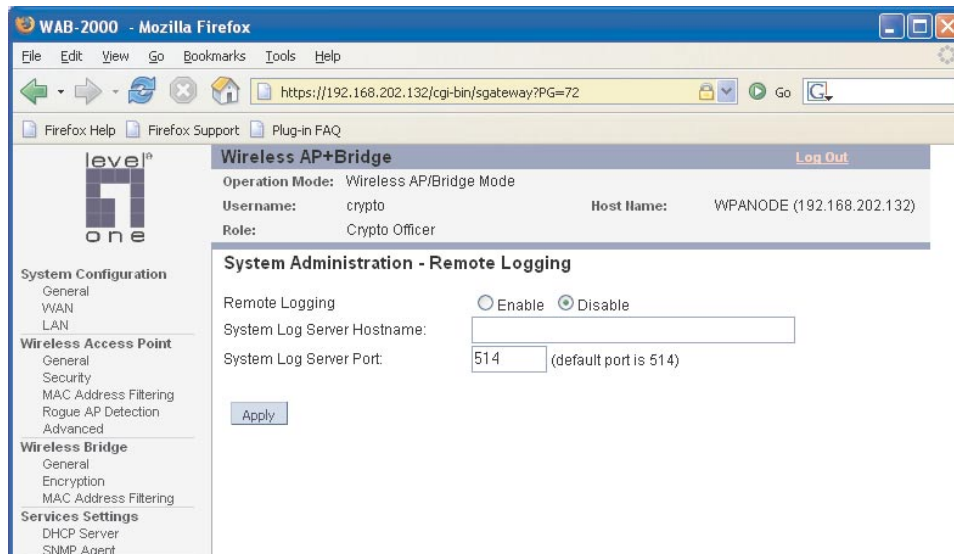 WAB-2000 - Mozilla Firefox
File Edit View Go Bookmarks Tools Help
https://192.168.202.132/cgi-bin/sgateway?PG=72 Go G
Firefox Help Firefox Support Plug-in FAQ
level®
one
System Configuration
General
WAN
LAN
Wireless Access Point
General
Security
MAC Address Filtering
Rogue AP Detection
Advanced
Wireless Bridge
General
Encryption
MAC Address Filtering
Services Settings
DHCP Server
SNMP Agent
Wireless AP+Bridge Log Out
Operation Mode: Wireless AP/Bridge Mode
Username: crypto Host Name: WPANODE (192.168.202.132)
Role: Crypto Officer
System Administration - Remote Logging
Remote Logging Enable Disable
System Log Server Hostname:
System Log Server Port: 514 (default port is 514)
Apply